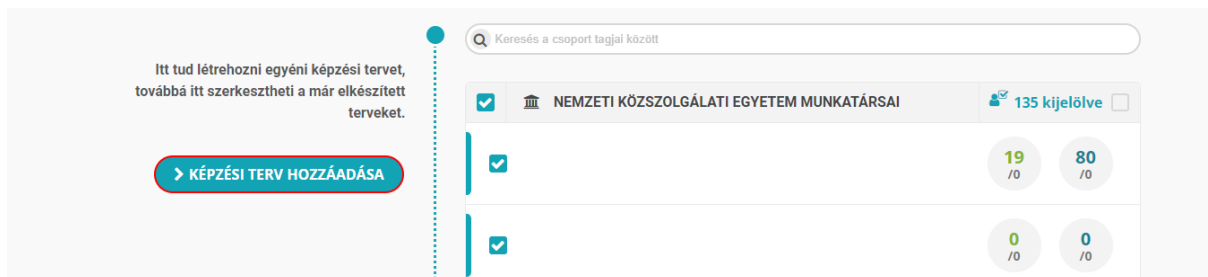 Keresés a csoport tagjai között
Itt tud létrehozni egyéni képzési tervet,
továbbá itt szerkesztheti a már elkészített
terveket.
KÉPZÉSI TERV HOZZÁADÁSA
NEMZETI KÖZSZOLGÁLATI EGYETEM MUNKATÁRSAI
135 kijelölve
19
/0
80
/0
0
/0
0
/0